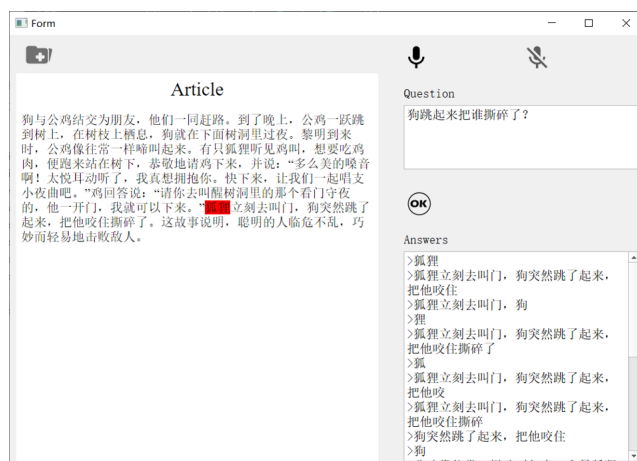 Form
Article
狗与公鸡结交为朋友，他们一同赶路。到了晚上，公鸡一跃跳
到树上，在树枝上栖息，狗就在下面树洞里过夜。黎明到来
时，公鸡像往常一样啼叫起来。有只狐狸听见鸡叫，想要吃鸡
肉，便跑来站在树下，恭敬地请鸡下来，并说：“多么美的嗓音
啊！太悦耳动听了，我真想拥抱你。快下来，让我们一起唱支
小夜曲吧。”鸡回答说：“请你去叫醒树洞里的那个看门守夜
的，他一开门，我就可以下来。”狐狸立刻去叫门，狗突然跳了
起来，把他咬住撕碎了。这故事说明，聪明的人临危不乱，巧
妙而轻易地击败敌人。
Question
狗跳起来把谁撕碎了？
OK
Answers
>狐狸
>狐狸立刻去叫门，狗突然跳了起来，
把他咬住
>狐狸立刻去叫门，狗
>狸
>狐狸立刻去叫门，狗突然跳了起来，
把他咬住撕碎了
>狐
>狐狸立刻去叫门，狗突然跳了起来，
把他咬
>狐狸立刻去叫门，狗突然跳了起来，
把他咬住撕碎
>狗突然跳了起来，把他咬住
>狗